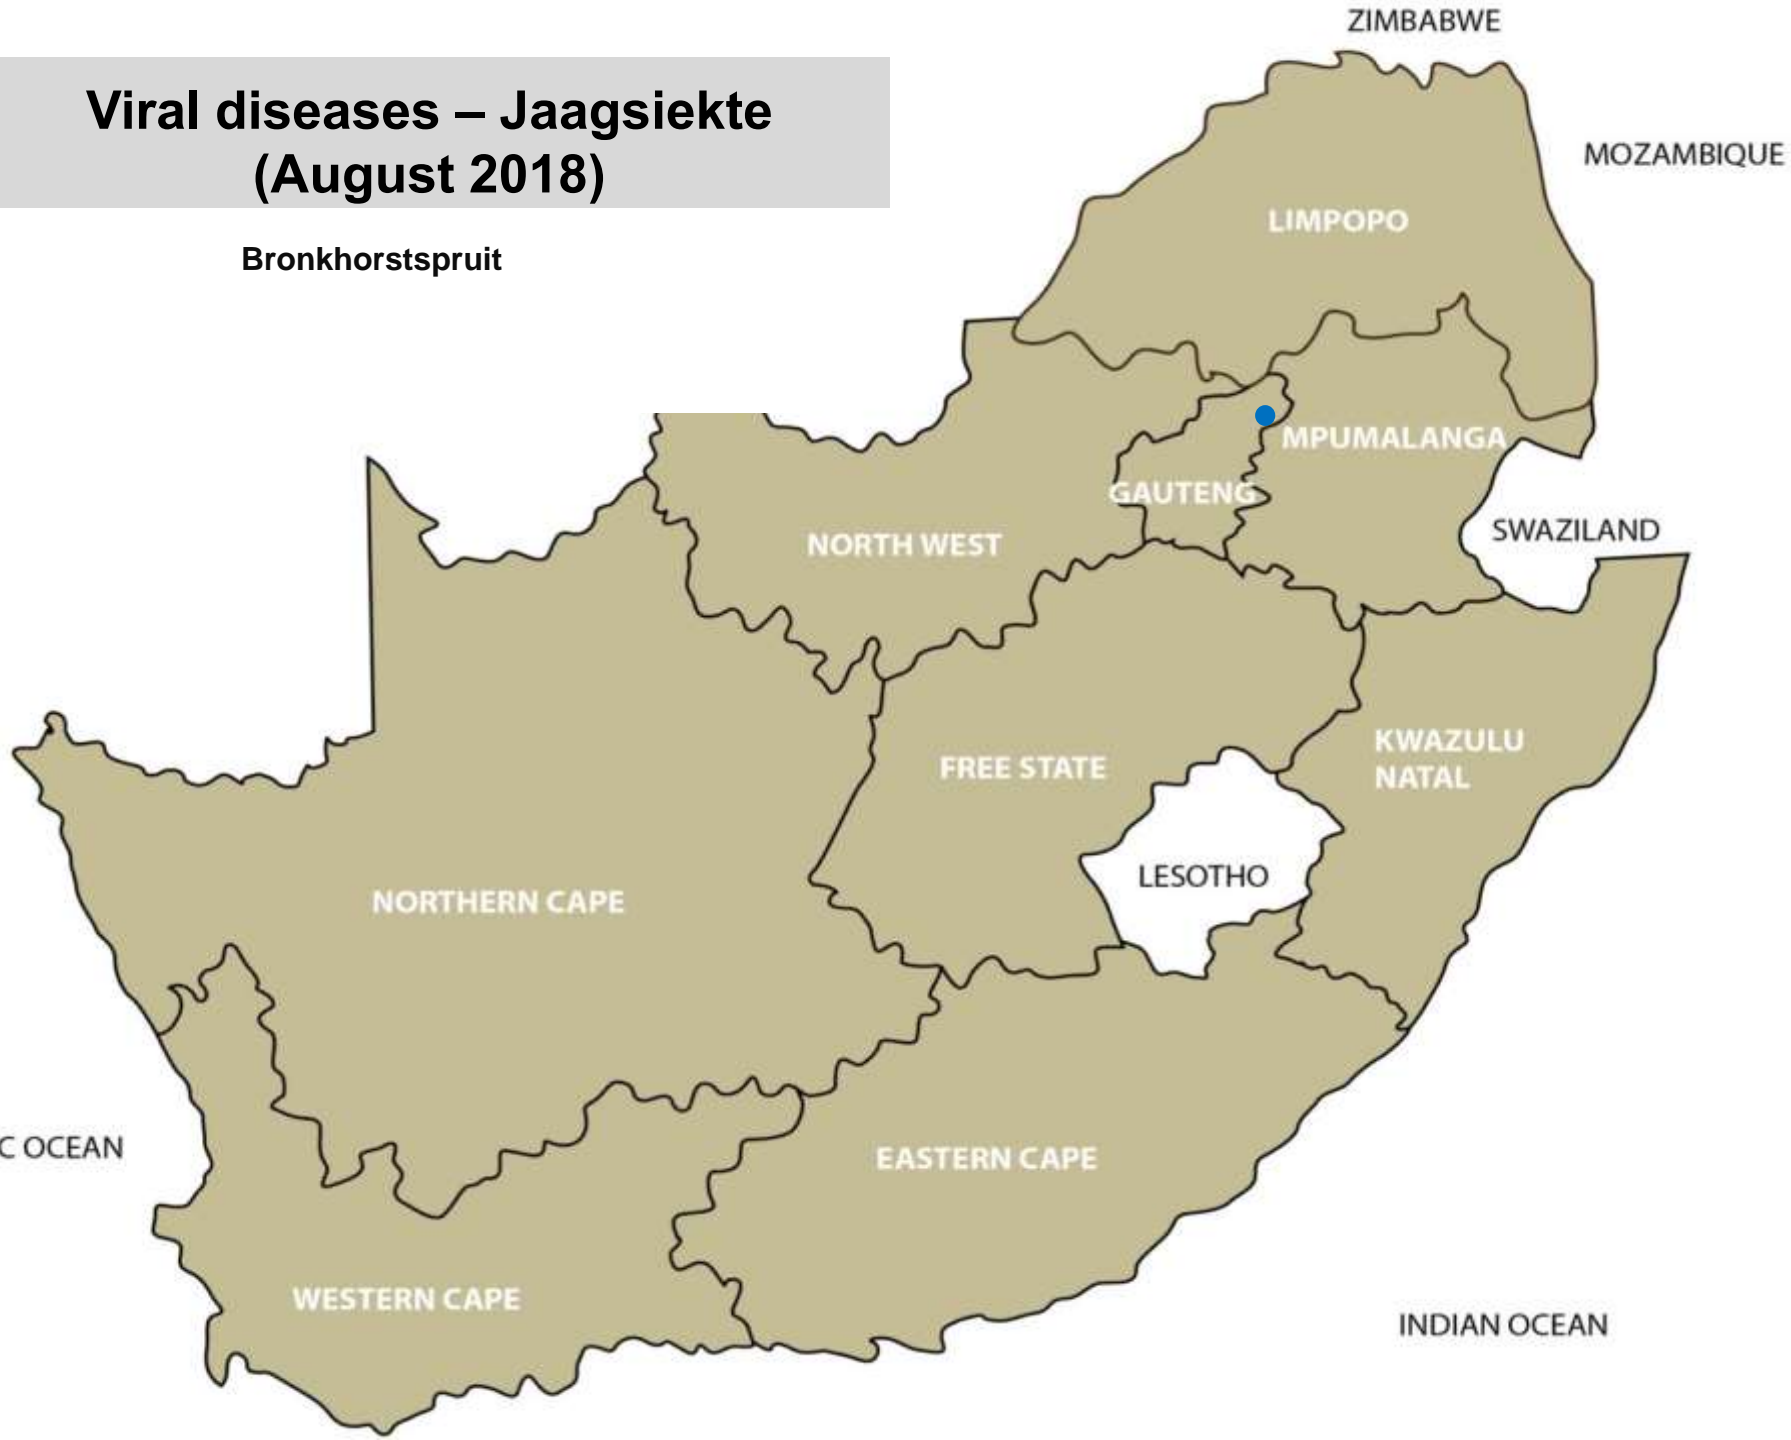 ZIMBABWE
Viral diseases – Jaagsiekte
(August 2018)
MOZAMBIQUE
LIMPOPO
Bronkhorstspruit
MPUMALANGA
GAUTENG
SWAZILAND
NORTH WEST
KWAZULU
NATAL
FREE STATE
LESOTHO
NORTHERN CAPE
C OCEAN
EASTERN CAPE
WESTERN CAPE
INDIAN OCEAN